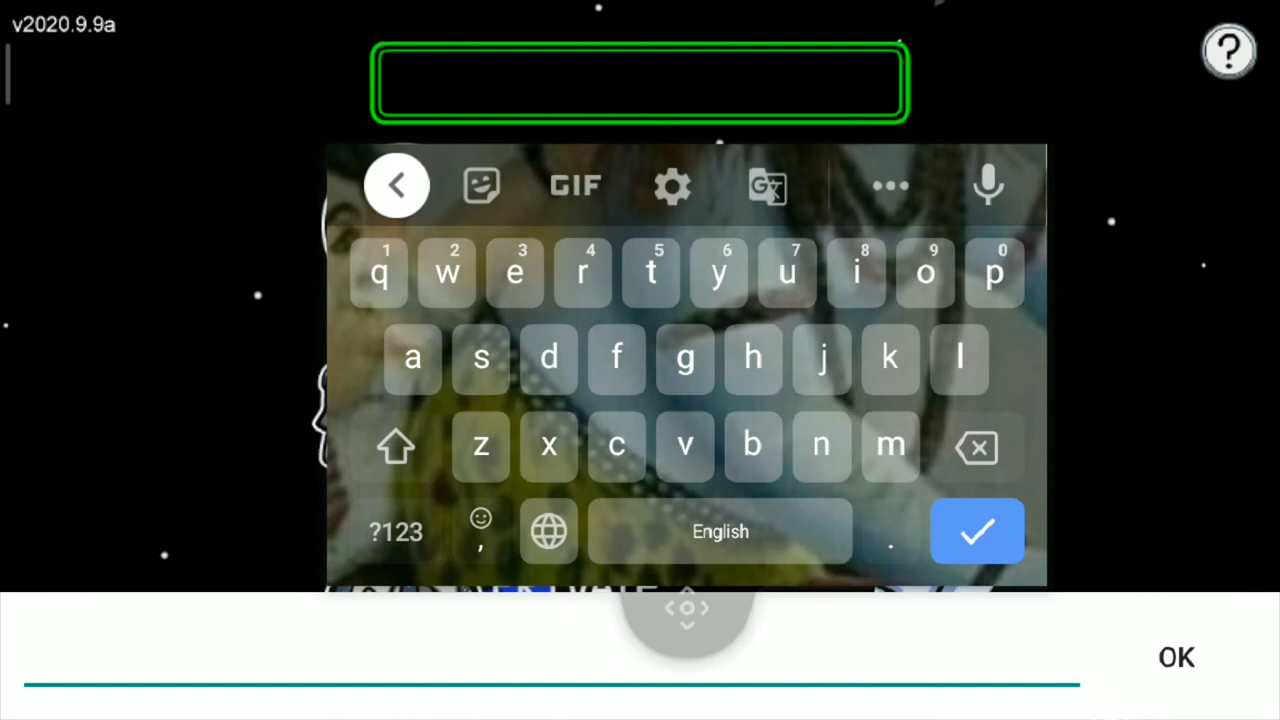 v2020.9.9a
?
GIF
G
1 2 3 4 5 6 7 8 9 0
q w e r t y u i o p
a s d f g h j k l
z x c v b n m
?123 , English .
OK